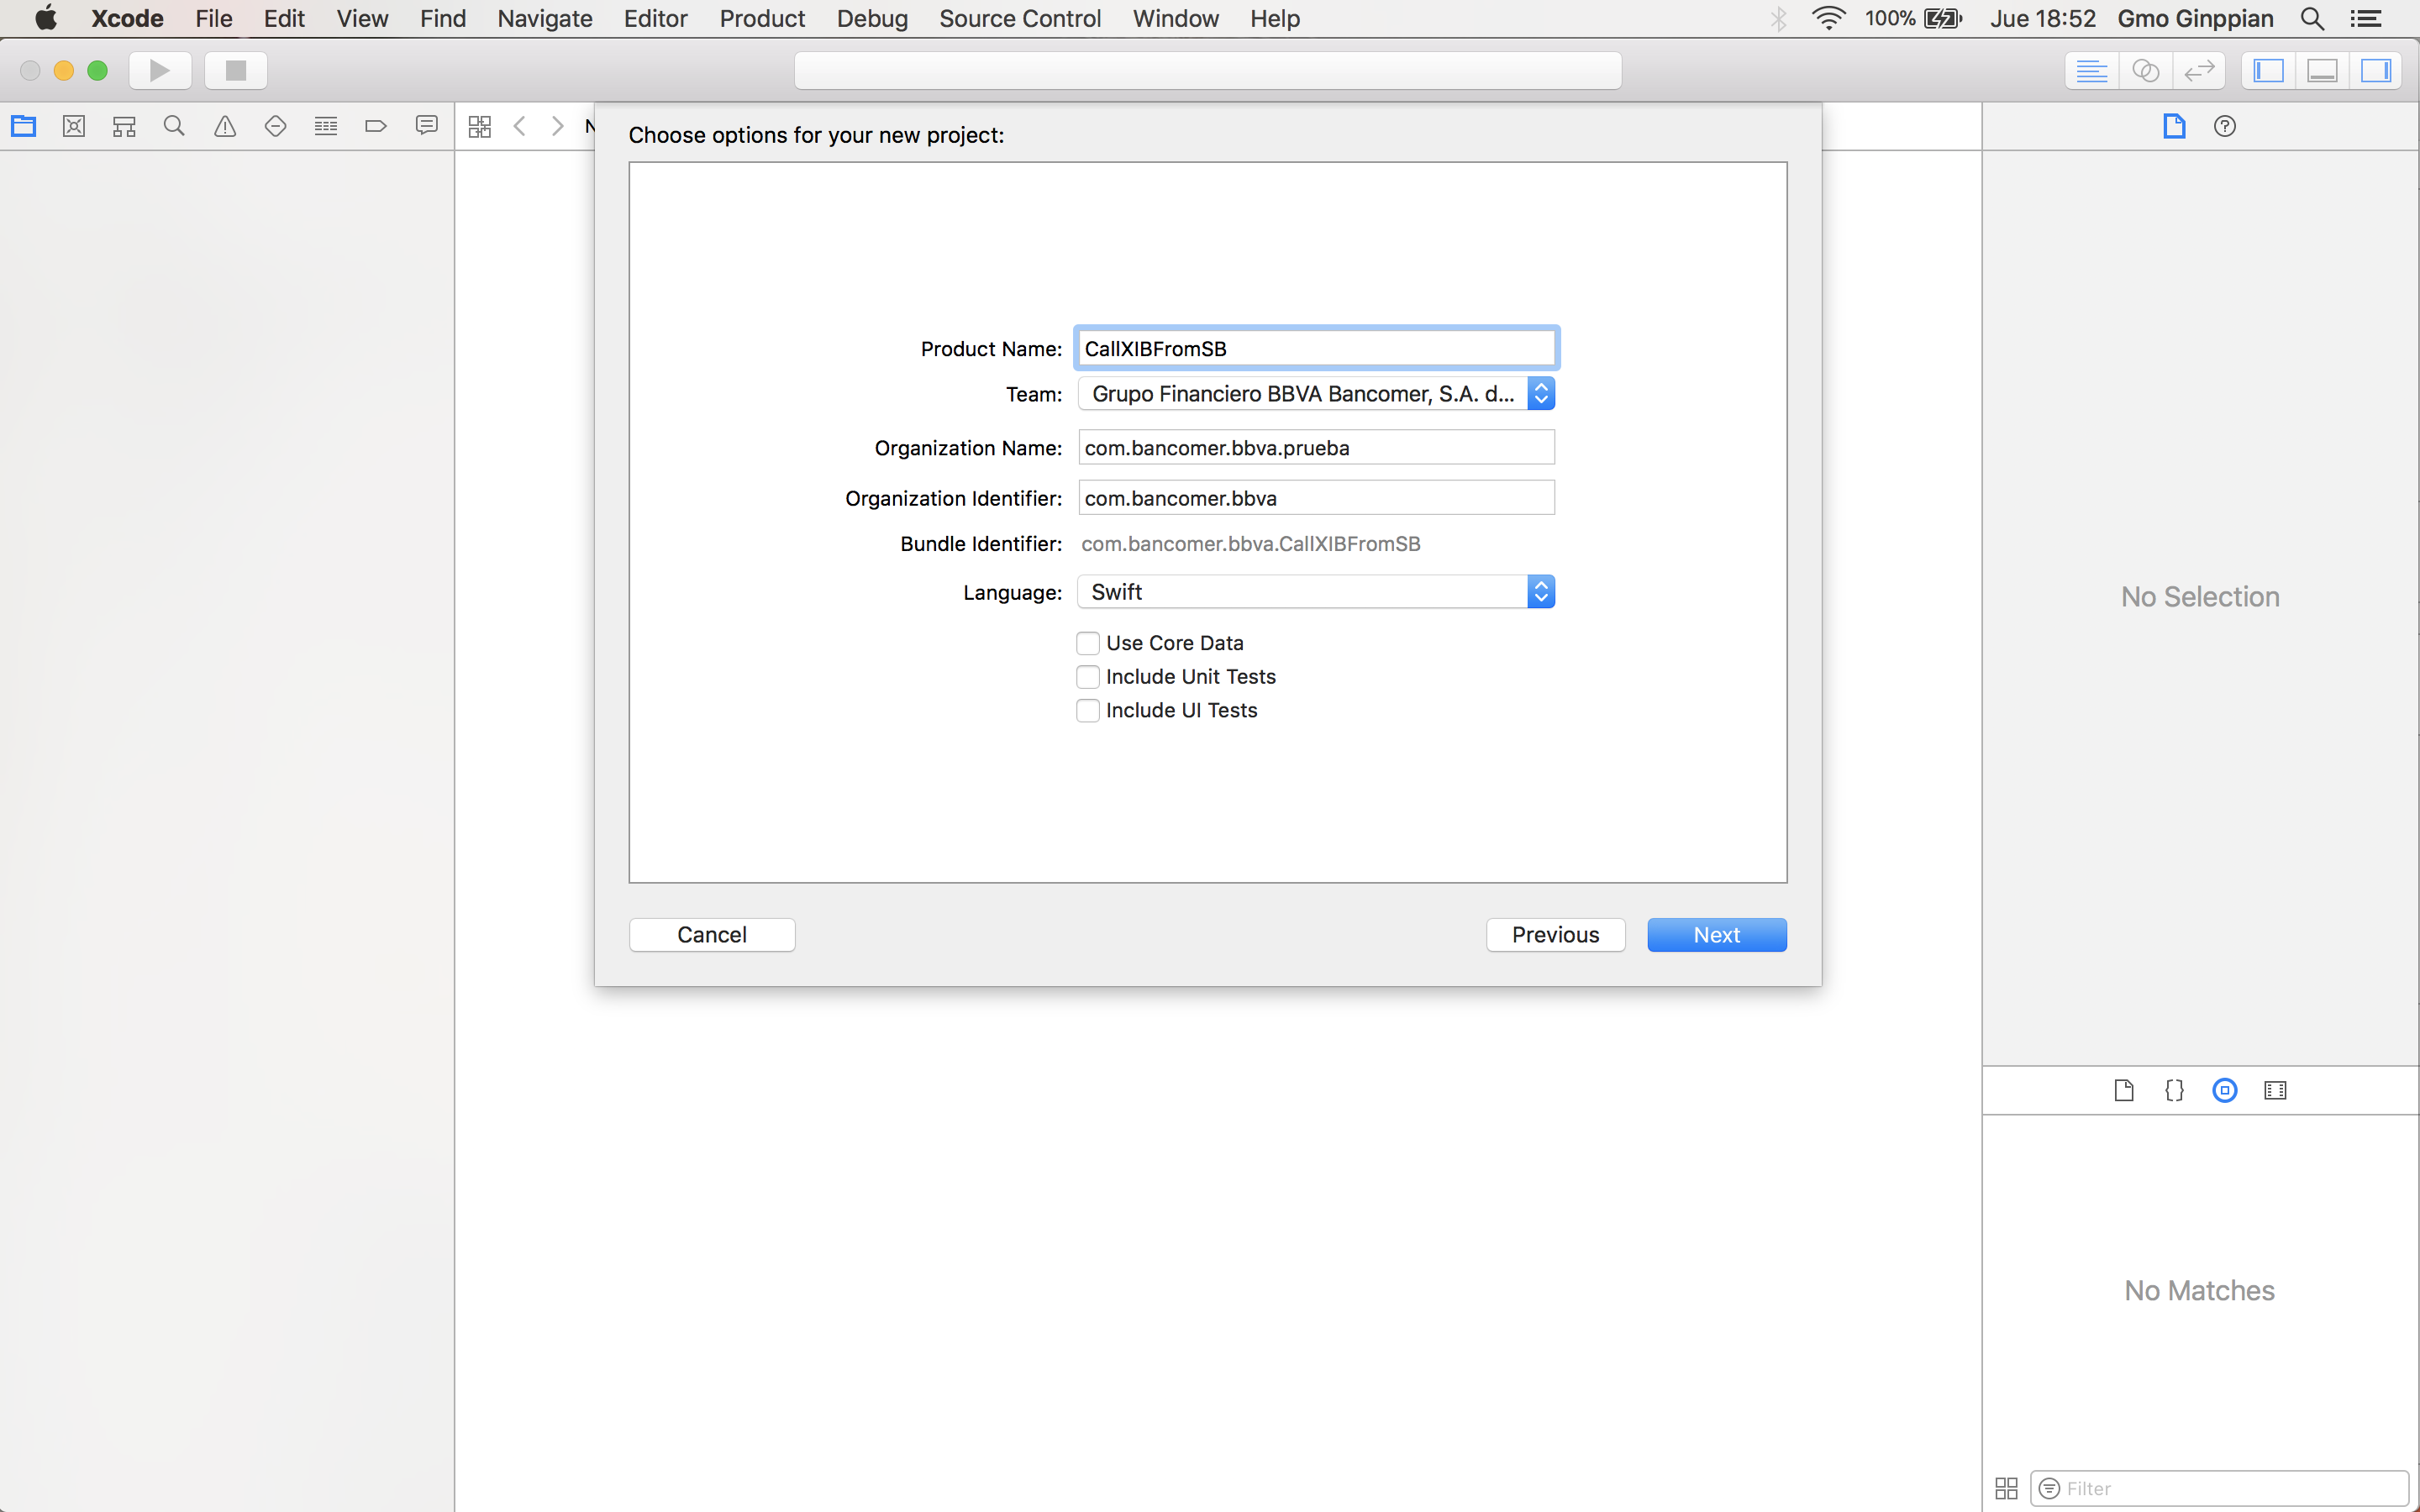 Xcode File Edit View Find Navigate Editor Product Debug Source Control Window Help 100% Jue 18:52 Gmo Ginppian
Choose options for your new project:
Product Name: CallXIBFromSB
Team: Grupo Financiero BBVA Bancomer, S.A. d...
Organization Name: com.bancomer.bbva.prueba
Organization Identifier: com.bancomer.bbva
Bundle Identifier: com.bancomer.bbva.CallXIBFromSB
Language: Swift
Use Core Data
Include Unit Tests
Include UI Tests
Cancel Previous Next
No Selection
No Matches
Filter